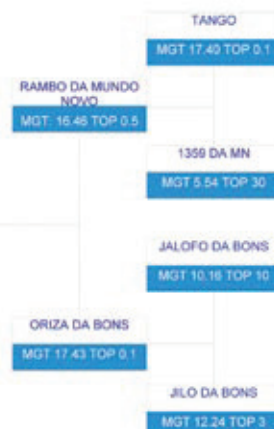 TANGO
MGT 17.40 TOP 0.1
RAMBO DA MUNDO
NOVO
MGT: 16.46 TOP 0.5
1359 DA MN
MGT 5.54 TOP 30
JALOFO DA BONS
MGT 10.16 TOP 10
ORIZA DA BONS
MGT 17.43 TOP 0.1
JILO DA BONS
MGT 12.24 TOP 3